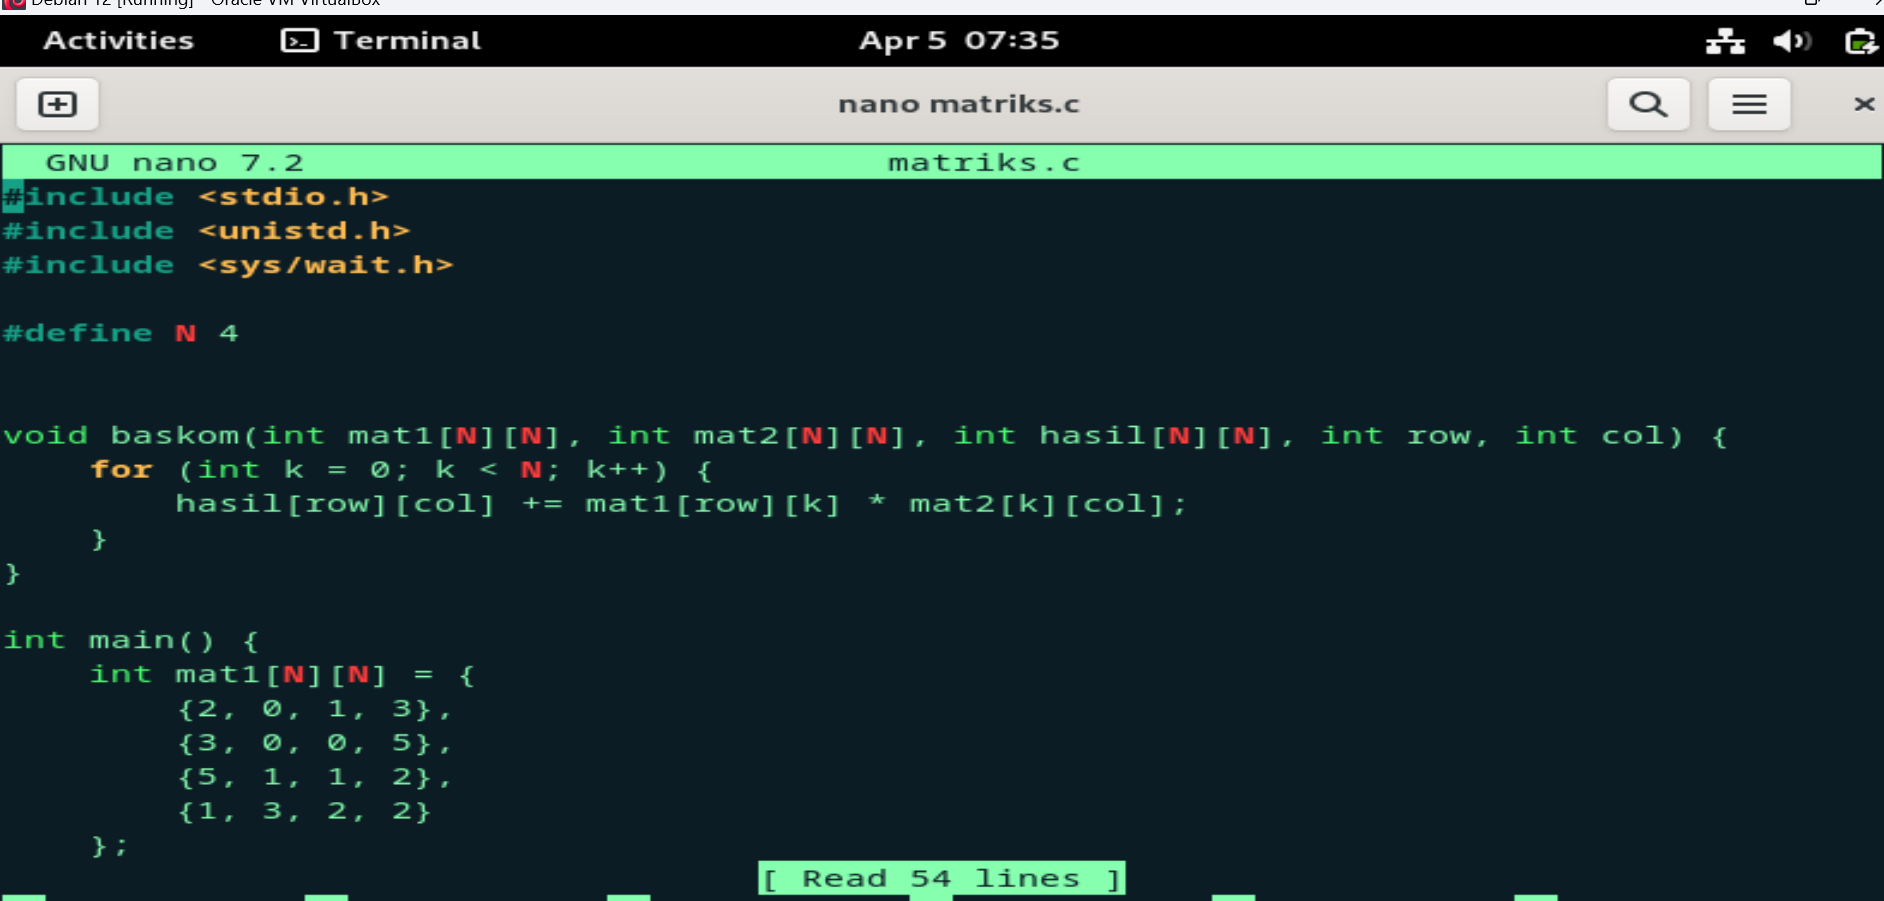 Debian 12 [Running] - Oracle VM VirtualBox
Activities Terminal Apr 5 07:35
nano matriks.c
GNU nano 7.2 matriks.c
#include <stdio.h>
#include <unistd.h>
#include <sys/wait.h>
#define N 4
void baskom(int mat1[N][N], int mat2[N][N], int hasil[N][N], int row, int col) {
    for (int k = 0; k < N; k++) {
        hasil[row][col] += mat1[row][k] * mat2[k][col];
    }
}
int main() {
    int mat1[N][N] = {
        {2, 0, 1, 3},
        {3, 0, 0, 5},
        {5, 1, 1, 2},
        {1, 3, 2, 2}
    };
[ Read 54 lines ]